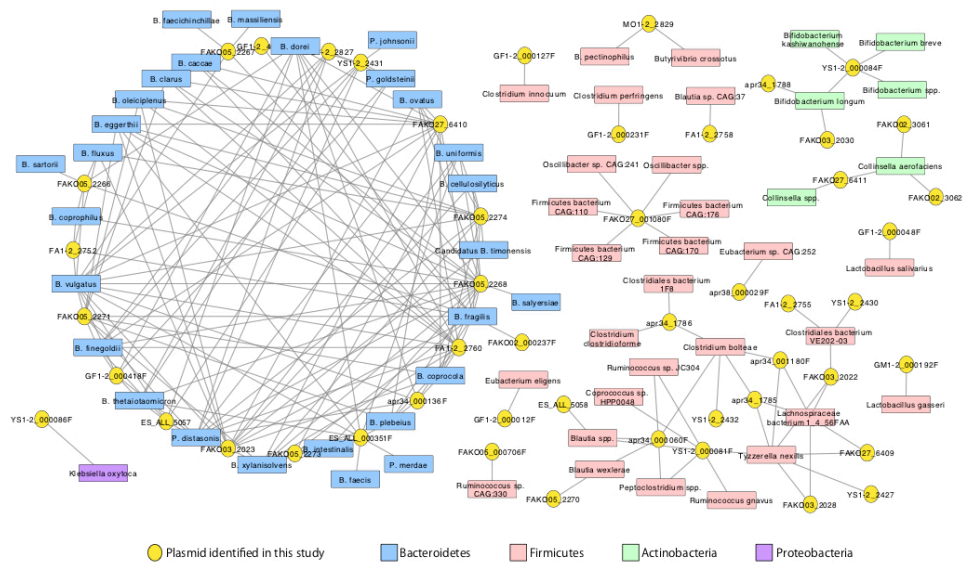 B. faecichinchillae
B. massiliensis
FAKO05_2267
GF1-2_4
B. dorei
-2_2827
YS1-2_2431
P. johnsonii
B. caccae
B. clarus
P. goldsteinii
B. oleiciplenus
B. ovatus
B. eggerthii
FAKO27_6410
B. fluxus
B. uniformis
B. sartorii
FAKO05_2266
B. cellulosilyticus
B. coprophilus
FAKO05_2274
FA1-2_2752
Candidatus B. timonensis
B. vulgatus
FAKO05_2268
B. salyersiae
FAKO05_2271
B. fragilis
B. finegoldii
FA1-2_2760
FAKO02_000237F
GF1-2_000418F
B. coprocola
B. thetaiotaomicron
apr34_000136F
ES_ALL_5057
B. plebeius
P. distasonis
ES_ALL_000351F
FAKO03_2023
FAKO05_2273
B. intestinalis
B. xylanisolvens
P. merdae
B. faecis
YS1-2_000086F
Klebsiella oxytoca
MO1-2_2829
GF1-2_000127F
B. pectinophilus
Butyrivibrio crossotus
Clostridium innocuum
Clostridium perfringens
Blautia sp. CAG:37
GF1-2_000231F
FA1-2_2758
Bifidobacterium
kashiwanohense
Bifidobacterium breve
YS1-2_000084F
apr34_1788
Bifidobacterium spp.
Bifidobacterium longum
FAKO02_3061
FAKO03_2030
Collinsella aerofaciens
FAKO27_6411
Collinsella spp.
FAKO02_3062
Oscillibacter sp. CAG:241
Oscillibacter spp.
Firmicutes bacterium
CAG:110
Firmicutes bacterium
CAG:176
FAKO27_001080F
Firmicutes bacterium
CAG:129
Firmicutes bacterium
CAG:170
GF1-2_000048F
Lactobacillus salivarius
Eubacterium sp. CAG:252
Clostridiales bacterium
1F8
apr38_000029F
FA1-2_2755
YS1-2_2430
Clostridium
clostridioforme
apr34_1786
Clostridiales bacterium
VE202-03
Clostridium bolteae
Ruminococcus sp. JC304
apr34_001180F
FAKO03_2022
GM1-2_000192F
Lactobacillus gasseri
Eubacterium eligens
Coprococcus sp.
HPP0048
ES_ALL_5058
apr34_1785
GF1-2_000012F
YS1-2_2432
Lachnospiraceae
bacterium 1_4_56FAA
Blautia spp.
apr34_000060F
YS1-2_000081F
Tyzzerella nexilis
FAKO27_6409
FAKO05_000706F
Blautia wexlerae
Peptoclostridium spp.
Ruminococcus sp.
CAG:330
FAKO05_2270
Ruminococcus gnavus
YS1-2_2427
FAKO03_2028
Plasmid identified in this study
Bacteroidetes
Firmicutes
Actinobacteria
Proteobacteria